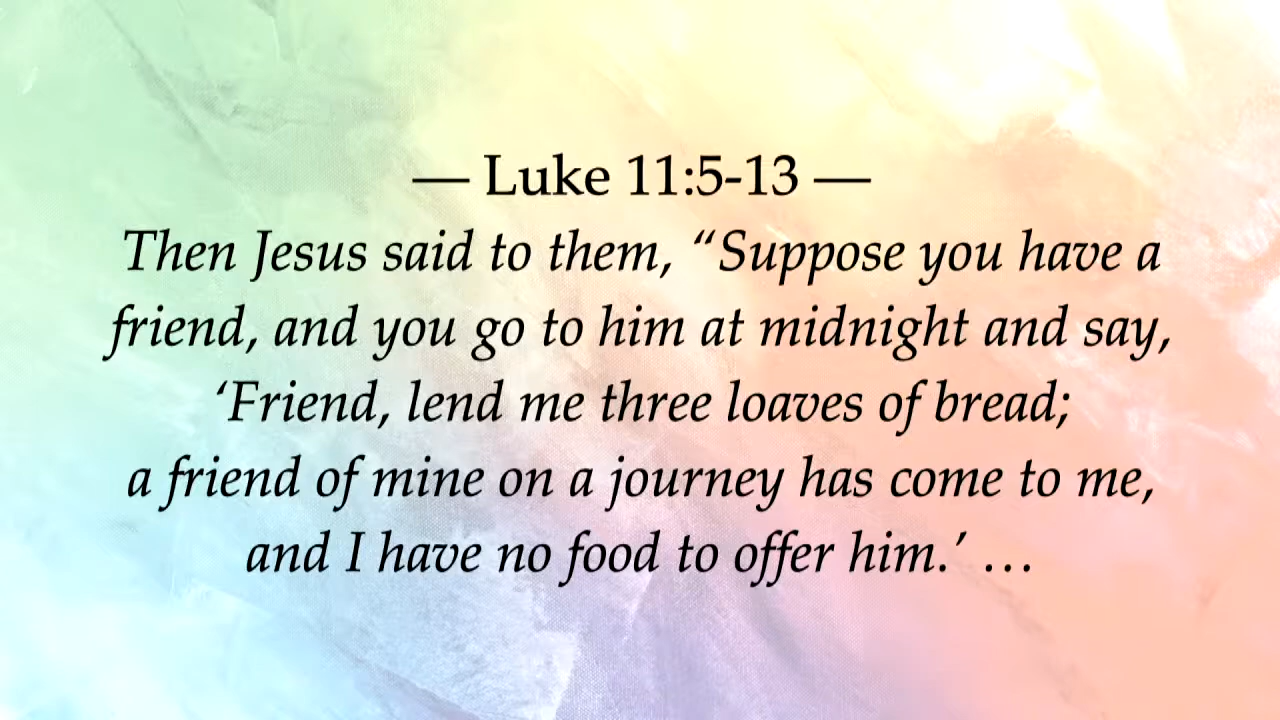 — Luke 11:5-13 —
Then Jesus said to them, “Suppose you have a
friend, and you go to him at midnight and say,
‘Friend, lend me three loaves of bread;
a friend of mine on a journey has come to me,
and I have no food to offer him.’ …